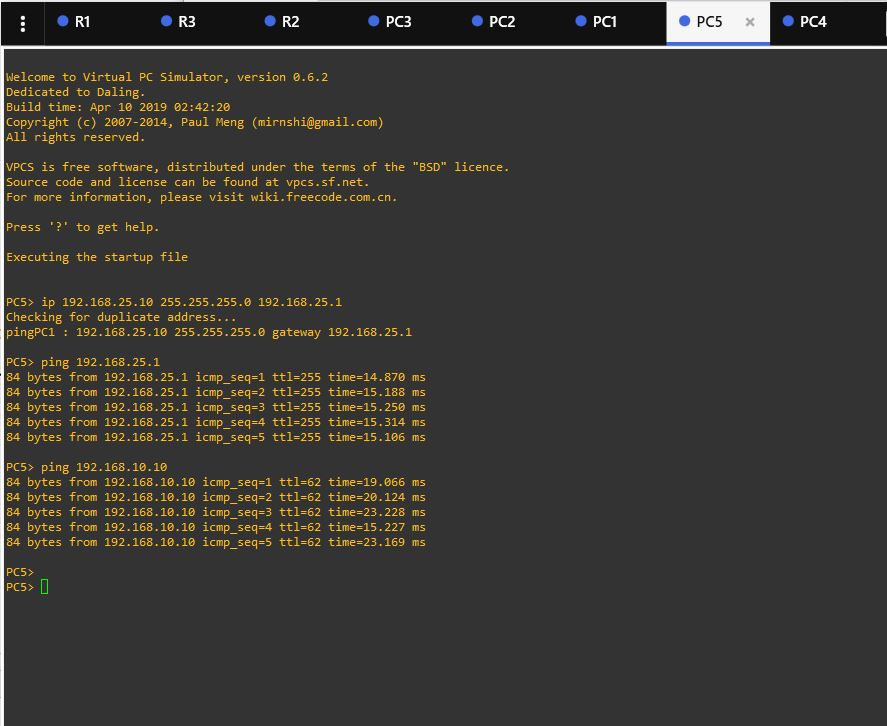 R1 R3 R2 PC3 PC2 PC1 PC5 × PC4
Welcome to Virtual PC Simulator, version 0.6.2
Dedicated to Daling.
Build time: Apr 10 2019 02:42:20
Copyright (c) 2007-2014, Paul Meng (mirnshi@gmail.com)
All rights reserved.
VPCS is free software, distributed under the terms of the "BSD" licence.
Source code and license can be found at vpcs.sf.net.
For more information, please visit wiki.freecode.com.cn.
Press '?' to get help.
Executing the startup file
PC5> ip 192.168.25.10 255.255.255.0 192.168.25.1
Checking for duplicate address...
pingPC1 : 192.168.25.10 255.255.255.0 gateway 192.168.25.1
PC5> ping 192.168.25.1
84 bytes from 192.168.25.1 icmp_seq=1 ttl=255 time=14.870 ms
84 bytes from 192.168.25.1 icmp_seq=2 ttl=255 time=15.188 ms
84 bytes from 192.168.25.1 icmp_seq=3 ttl=255 time=15.250 ms
84 bytes from 192.168.25.1 icmp_seq=4 ttl=255 time=15.314 ms
84 bytes from 192.168.25.1 icmp_seq=5 ttl=255 time=15.106 ms
PC5> ping 192.168.10.10
84 bytes from 192.168.10.10 icmp_seq=1 ttl=62 time=19.066 ms
84 bytes from 192.168.10.10 icmp_seq=2 ttl=62 time=20.124 ms
84 bytes from 192.168.10.10 icmp_seq=3 ttl=62 time=23.228 ms
84 bytes from 192.168.10.10 icmp_seq=4 ttl=62 time=15.227 ms
84 bytes from 192.168.10.10 icmp_seq=5 ttl=62 time=23.169 ms
PC5>
PC5>